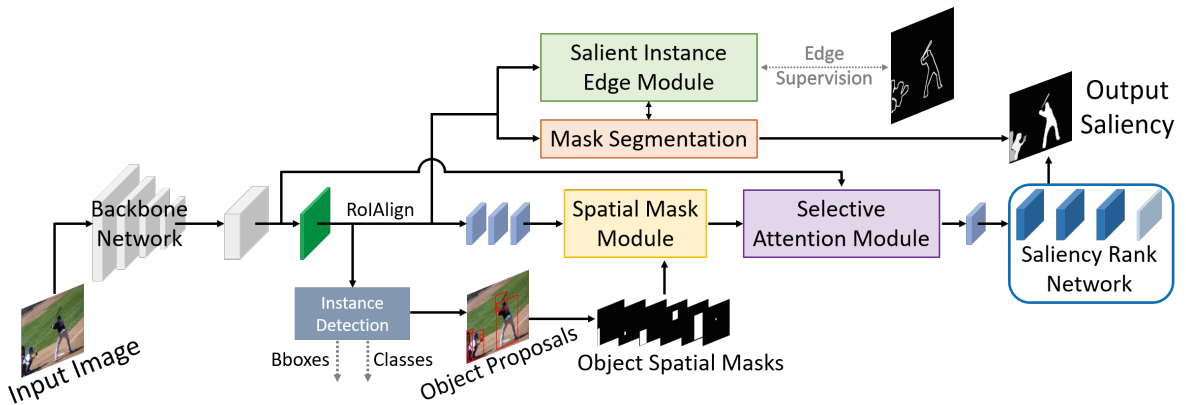 Salient Instance
Edge Module
Edge
Supervision
Output
Saliency
Mask Segmentation
Backbone
Network
RoIAlign
Spatial Mask
Module
Selective
Attention Module
Saliency Rank
Network
Instance
Detection
Bboxes
Classes
Input Image
Object Proposals
Object Spatial Masks